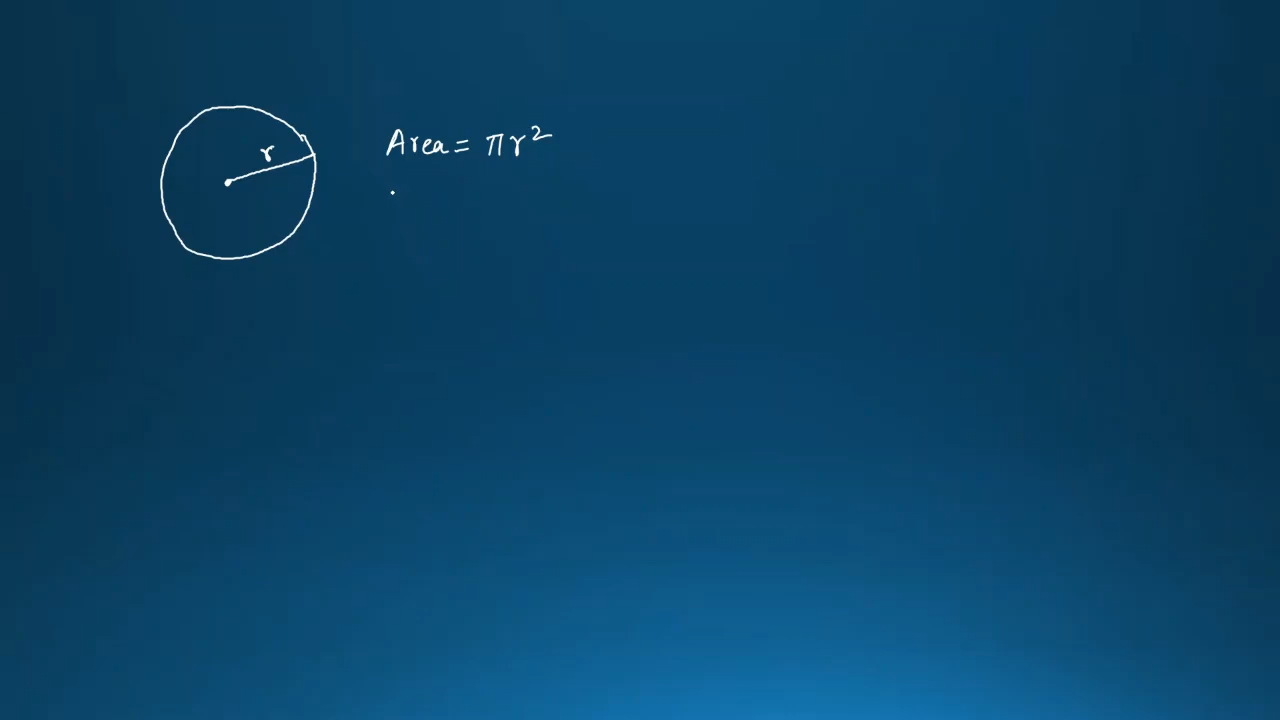 r
Area = πr²